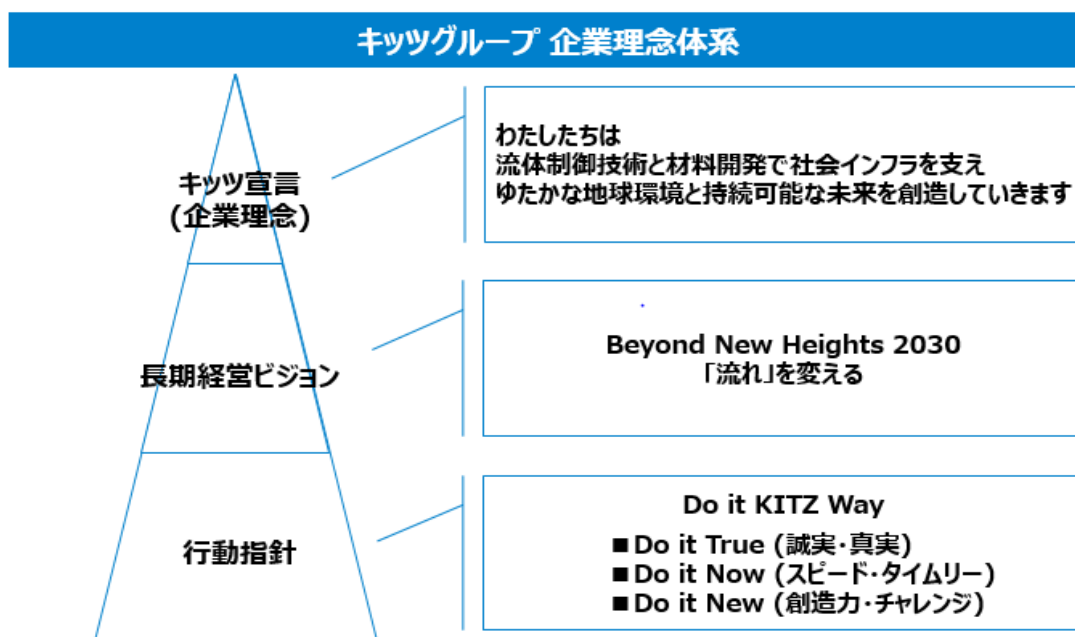 キッツグループ 企業理念体系
キッツ宣言
(企業理念)
わたしたちは
流体制御技術と材料開発で社会インフラを支え
ゆたかな地球環境と持続可能な未来を創造していきます
長期経営ビジョン
Beyond New Heights 2030
「流れ」を変える
行動指針
Do it KITZ Way
■Do it True (誠実・真実)
■Do it Now (スピード・タイムリー)
■Do it New (創造力・チャレンジ)